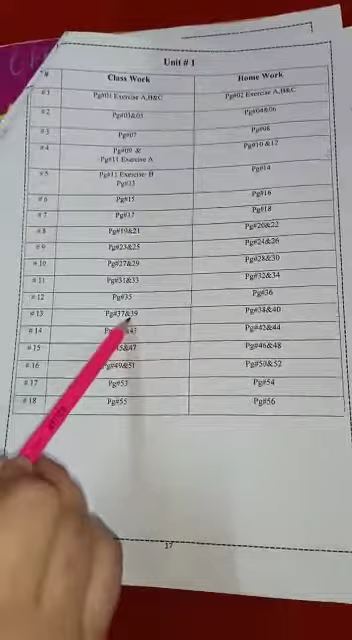 Unit # 1
Class Work Home Work
#1 Pg#01 Exercise A,B&C Pg#02 Exercise A,B&C
#2 Pg#03&05 Pg#04&06
#3 Pg#07 Pg#08
#4 Pg#09 & Pg#10 &12
Pg#11 Exercise A
#5 Pg#11 Exercise B Pg#14
Pg#13
#6 Pg#15 Pg#16
#7 Pg#17 Pg#18
#8 Pg#19&21 Pg#20&22
#9 Pg#23&25 Pg#24&26
#10 Pg#27&29 Pg#28&30
#11 Pg#31&33 Pg#32&34
#12 Pg#35 Pg#36
#13 Pg#37&39 Pg#38&40
#14 Pg#42&44
#15 45&47 Pg#46&48
#16 Pg#49&51 Pg#50&52
#17 Pg#53 Pg#54
#18 Pg#55 Pg#56
17